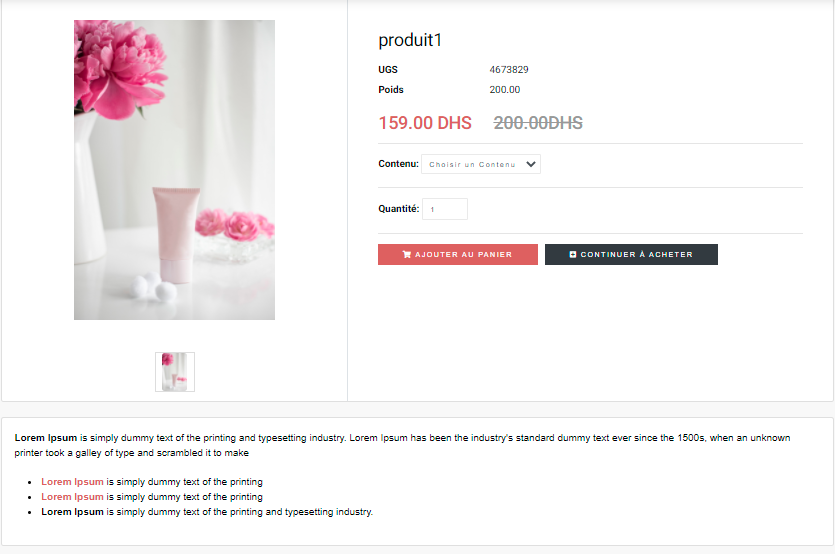 produit1
UGS 4673829
Poids 200.00
159.00 DHS 200.00DHS
Contenu: Choisir un Contenu
Quantité: 1
AJOUTER AU PANIER CONTINUER À ACHETER
Lorem Ipsum is simply dummy text of the printing and typesetting industry. Lorem Ipsum has been the industry's standard dummy text ever since the 1500s, when an unknown
printer took a galley of type and scrambled it to make
Lorem Ipsum is simply dummy text of the printing
Lorem Ipsum is simply dummy text of the printing
Lorem Ipsum is simply dummy text of the printing and typesetting industry.